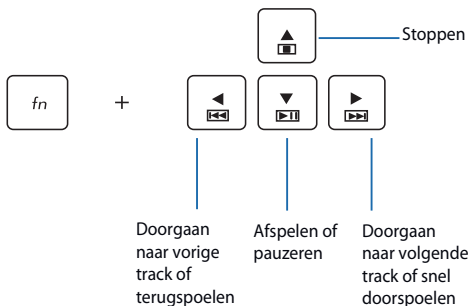 Stoppen
fn
+
Doorgaan
naar vorige
track of
terugspoelen
Afspelen of
pauzeren
Doorgaan
naar volgende
track of snel
doorspoelen